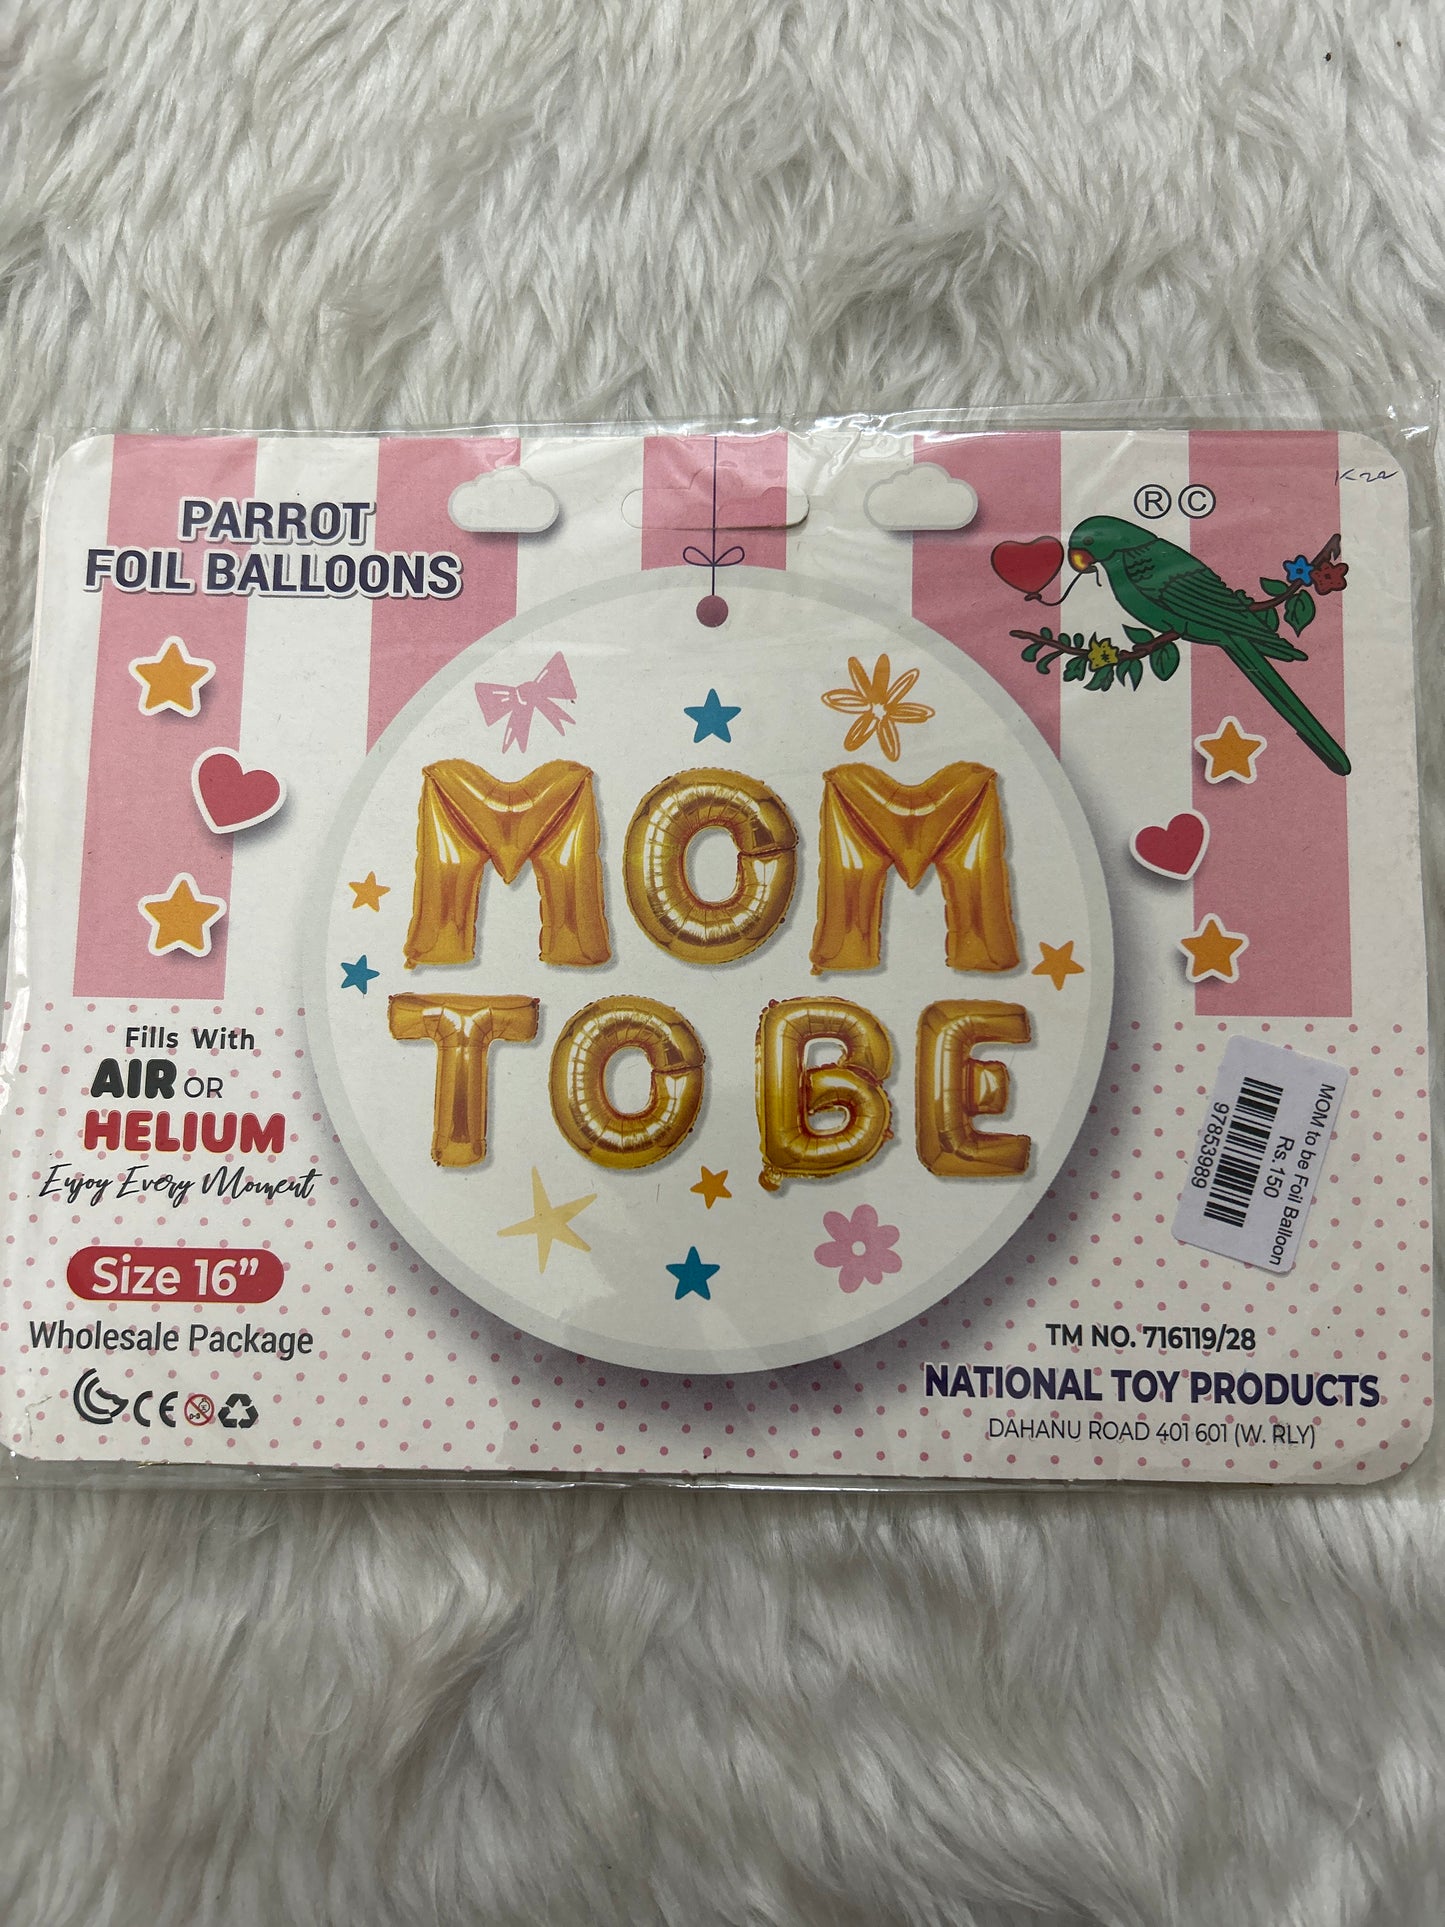 PARROT
FOIL BALLOONS
® ©
MOM
TO BE
Fills With
AIR OR
HELIUM
Enjoy Every Moment
Size 16”
Wholesale Package
CE
0-3
MOM to be Foil Balloon
Rs. 150
97853989
TM NO. 716119/28
NATIONAL TOY PRODUCTS
DAHANU ROAD 401 601 (W. RLY)